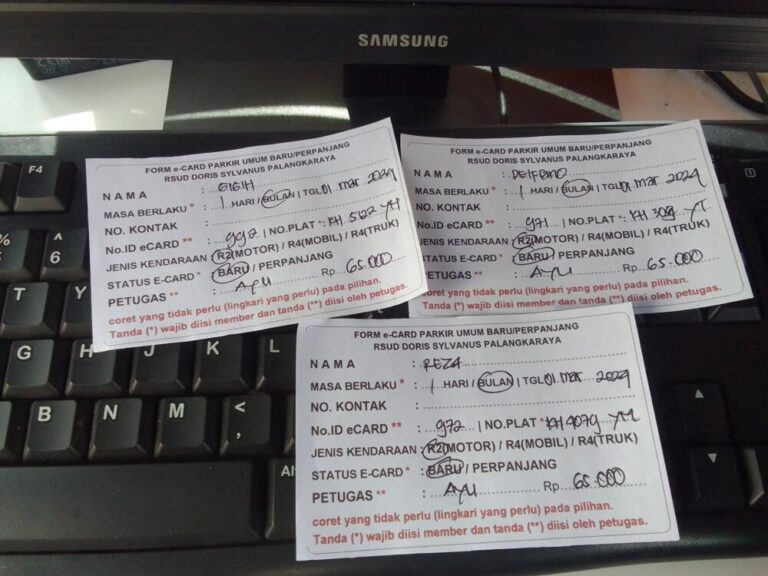 SAMSUNG
FORM e-CARD PARKIR UMUM BARU/PERPANJANG
RSUD DORIS SYLVANUS PALANGKARAYA
NAMA : GIGIH
MASA BERLAKU * : 1 HARI / BULAN | TGL 01 mar 2024
NO. KONTAK :
No.ID eCARD ** : 992 | NO.PLAT *: KH 5162 YH
JENIS KENDARAAN : R2(MOTOR) / R4(MOBIL) / R4(TRUK)
STATUS E-CARD * : BARU / PERPANJANG
PETUGAS ** : AYU Rp 65.000
coret yang tidak perlu (lingkari yang perlu) pada pilihan.
Tanda (*) wajib diisi member dan tanda (**) diisi oleh petugas.
FORM e-CARD PARKIR UMUM BARU/PERPANJANG
RSUD DORIS SYLVANUS PALANGKARAYA
NAMA :
MASA BERLAKU * : 1 HARI / BULAN | TGL 01 mar 2024
NO. KONTAK :
No.ID eCARD ** : 971 | NO.PLAT *: KH YT
JENIS KENDARAAN : R2(MOTOR) / R4(MOBIL) / R4(TRUK)
STATUS E-CARD * : BARU / PERPANJANG
PETUGAS ** : AYU Rp 65.000
coret yang tidak perlu (lingkari yang perlu) pada pilihan.
Tanda (*) wajib diisi member dan tanda (**) diisi oleh petugas.
FORM e-CARD PARKIR UMUM BARU/PERPANJANG
RSUD DORIS SYLVANUS PALANGKARAYA
NAMA : REZA
MASA BERLAKU * : 1 HARI / BULAN | TGL 01 mar 2024
NO. KONTAK :
No.ID eCARD ** : 972 | NO.PLAT * KH 4079 YM
JENIS KENDARAAN : R2(MOTOR) / R4(MOBIL) / R4(TRUK)
STATUS E-CARD * : BARU / PERPANJANG
PETUGAS ** : AYU Rp 65.000
coret yang tidak perlu (lingkari yang perlu) pada pilihan.
Tanda (*) wajib diisi member dan tanda (**) diisi oleh petugas.
F4
% 5
^ 6
T Y
G H J K L
B N M < ,
Alt